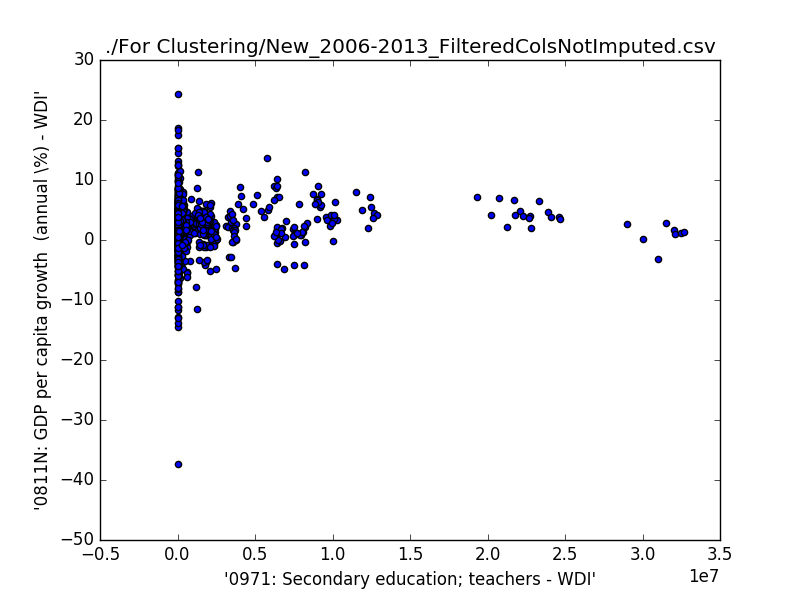 ./For Clustering/New_2006-2013_FilteredColsNotImputed.csv
30
20
10
0
−10
−20
−30
−40
−50
'0811N: GDP per capita growth  (annual \%) - WDI'
−0.5 0.0 0.5 1.0 1.5 2.0 2.5 3.0 3.5
1e7
'0971: Secondary education; teachers - WDI'